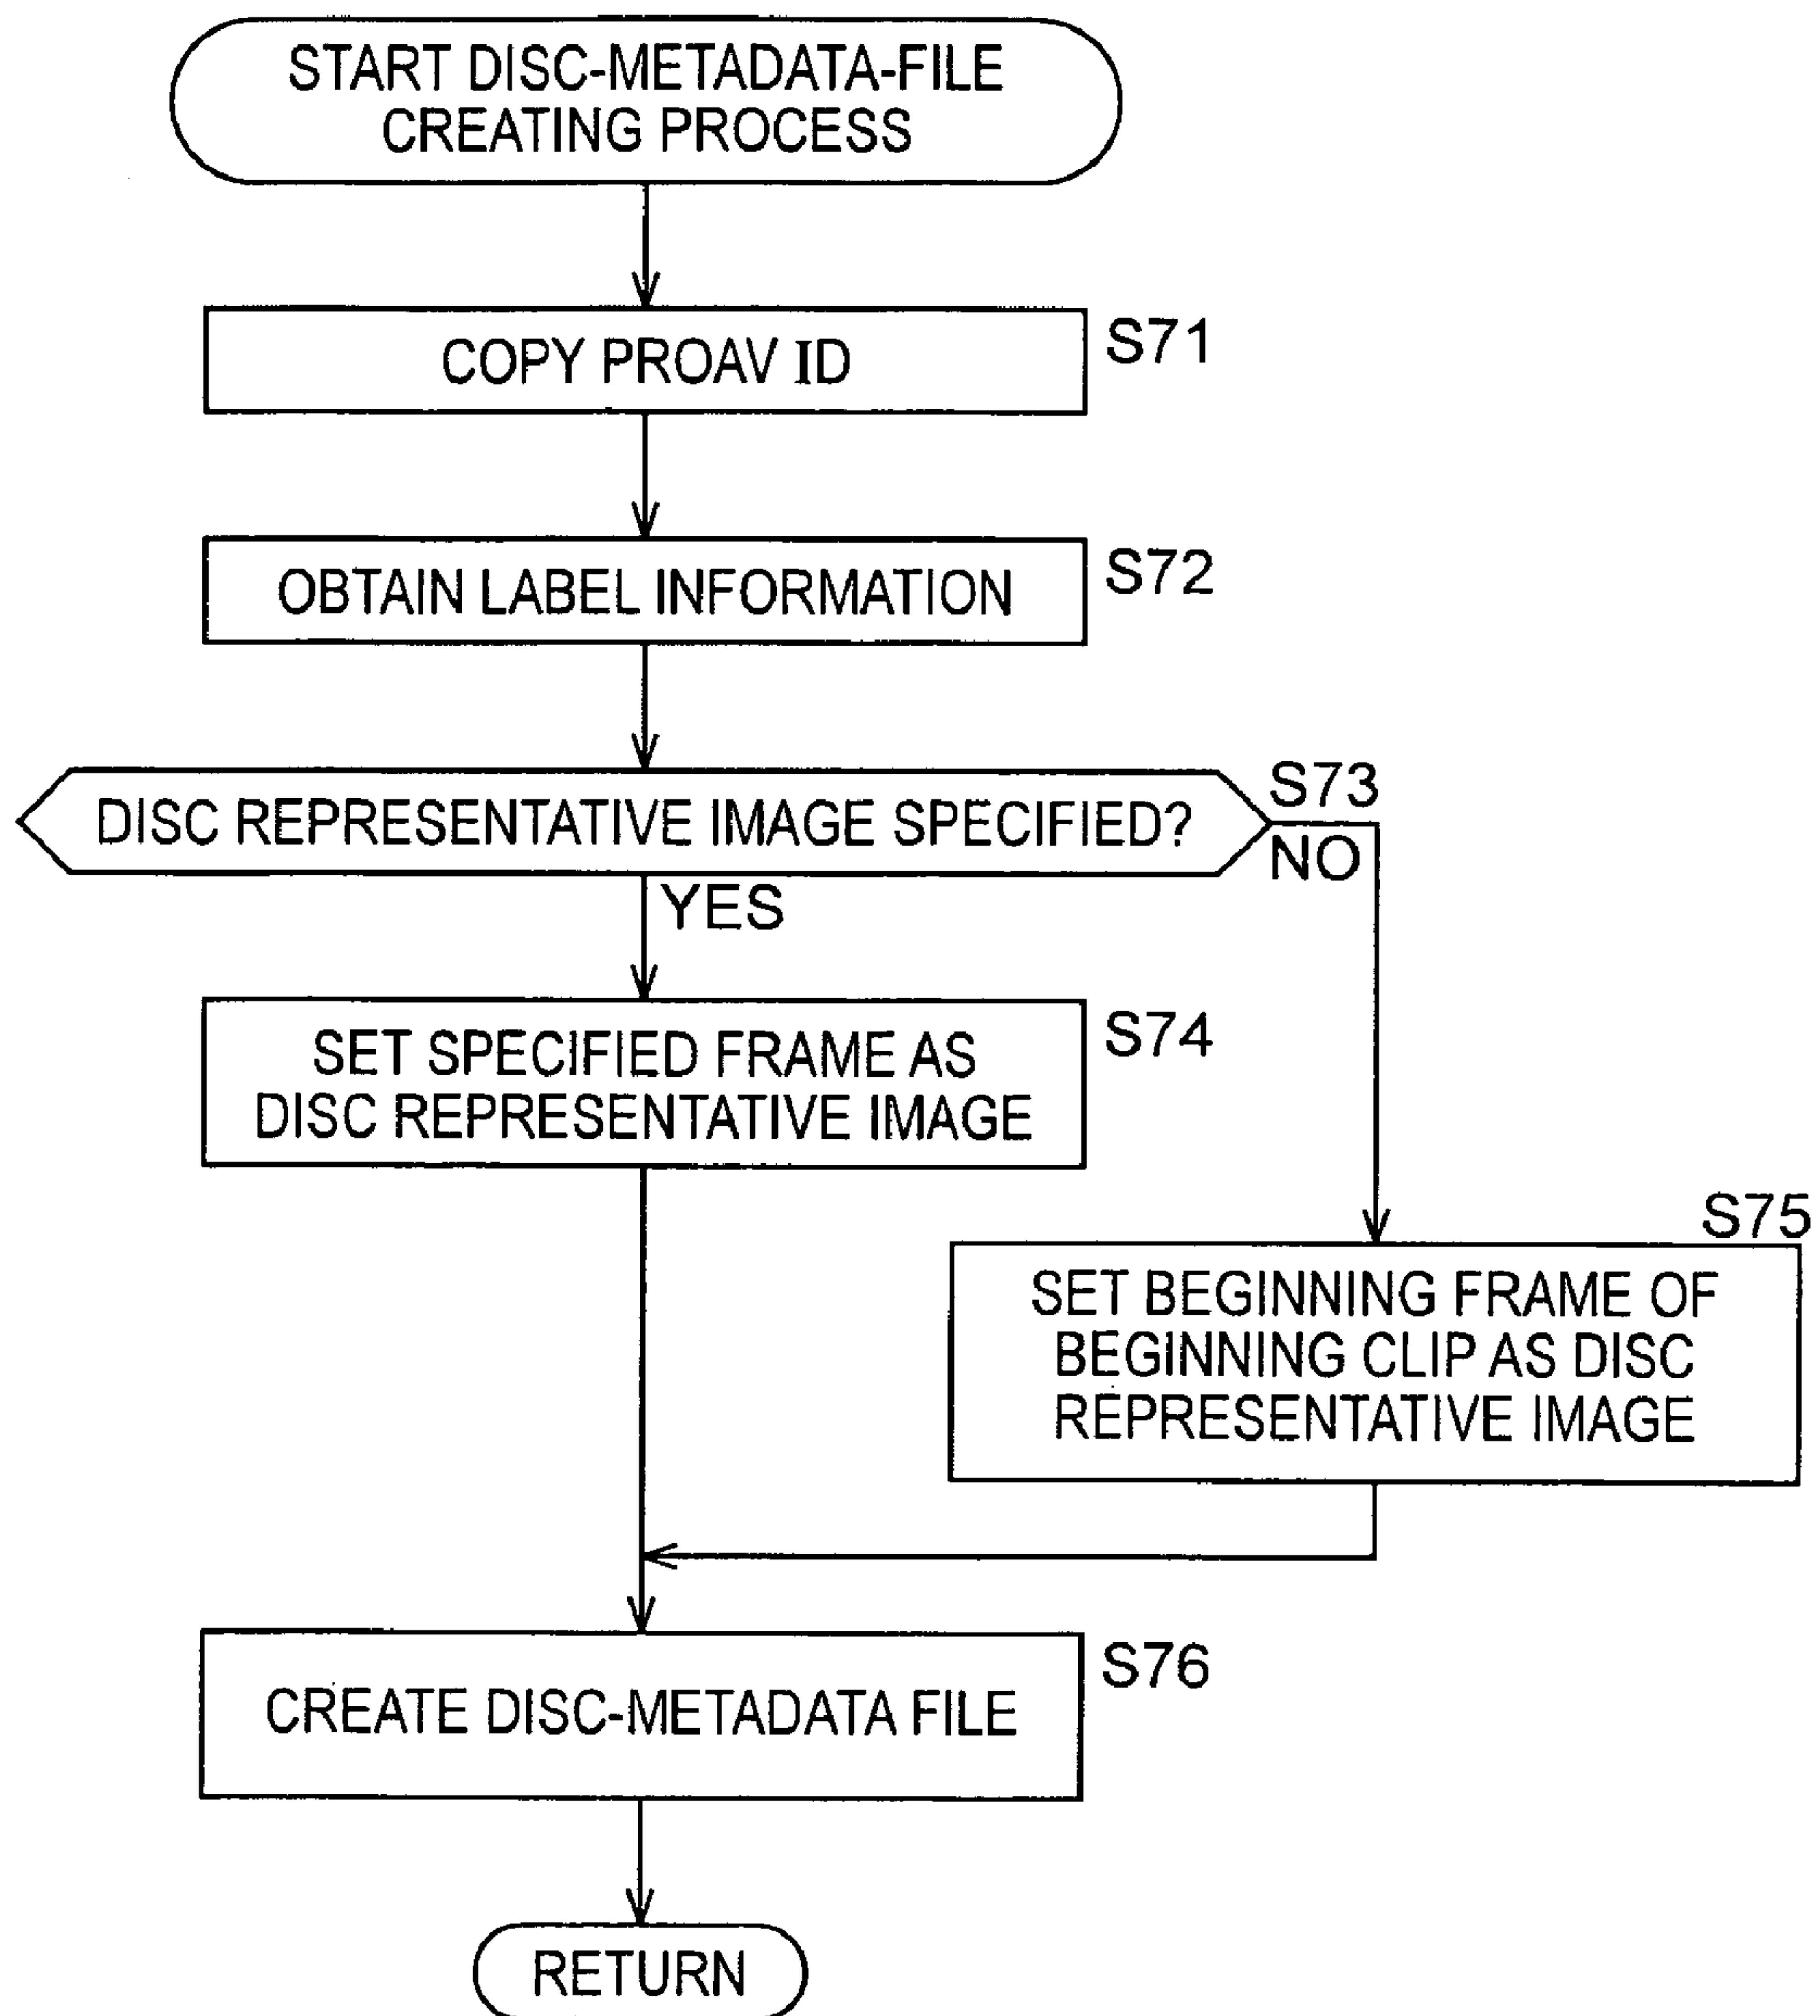 START DISC-METADATA-FILE
CREATING PROCESS
COPY PROAV ID
S71
OBTAIN LABEL INFORMATION
S72
DISC REPRESENTATIVE IMAGE SPECIFIED?
S73
NO
YES
SET SPECIFIED FRAME AS
DISC REPRESENTATIVE IMAGE
S74
S75
SET BEGINNING FRAME OF
BEGINNING CLIP AS DISC
REPRESENTATIVE IMAGE
CREATE DISC-METADATA FILE
S76
RETURN